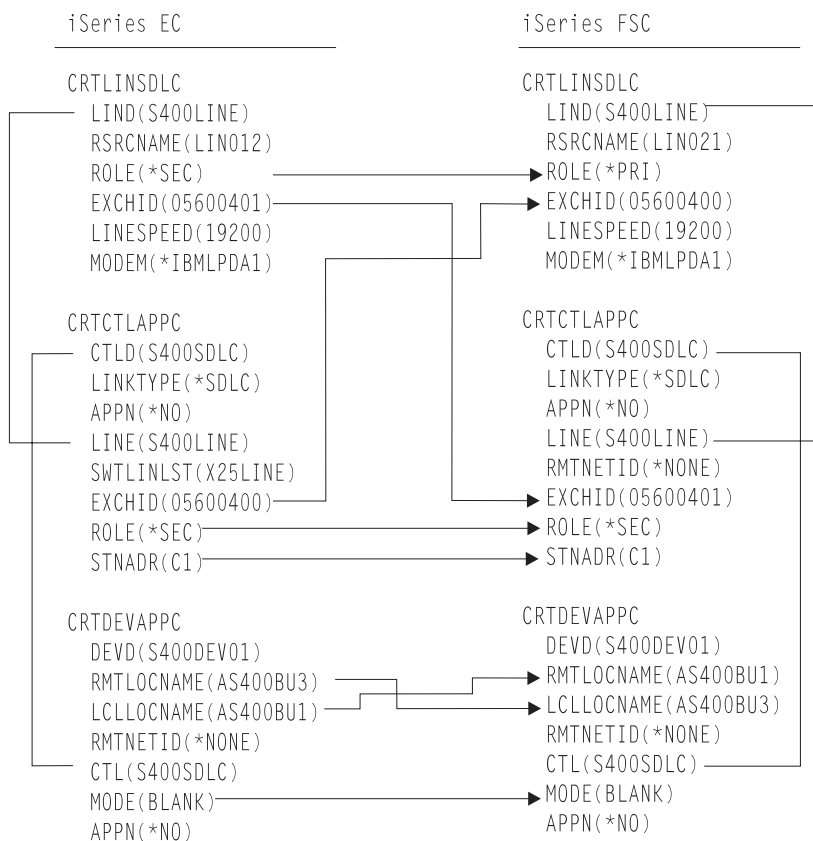 iSeries EC
CRTLINSDLC
LIND(S400LINE)
RSRCNAME(LIN012)
ROLE(*SEC)
EXCHID(05600401)
LINESPEED(19200)
MODEM(*IBMLPDA1)
CRTCTLAPPC
CTLD(S400SDLC)
LINKTYPE(*SDLC)
APPN(*NO)
LINE(S400LINE)
SWTLINLST(X25LINE)
EXCHID(05600400)
ROLE(*SEC)
STNADR(C1)
CRTDEVAPPC
DEVD(S400DEV01)
RMTLOCNAME(AS400BU3)
LCLLOCNAME(AS400BU1)
RMTNETID(*NONE)
CTL(S400SDLC)
MODE(BLANK)
APPN(*NO)
iSeries FSC
CRTLINSDLC
LIND(S400LINE)
RSRCNAME(LIN021)
ROLE(*PRI)
EXCHID(05600400)
LINESPEED(19200)
MODEM(*IBMLPDA1)
CRTCTLAPPC
CTLD(S400SDLC)
LINKTYPE(*SDLC)
APPN(*NO)
LINE(S400LINE)
RMTNETID(*NONE)
EXCHID(05600401)
ROLE(*SEC)
STNADR(C1)
CRTDEVAPPC
DEVD(S400DEV01)
RMTLOCNAME(AS400BU1)
LCLLOCNAME(AS400BU3)
RMTNETID(*NONE)
CTL(S400SDLC)
MODE(BLANK)
APPN(*NO)